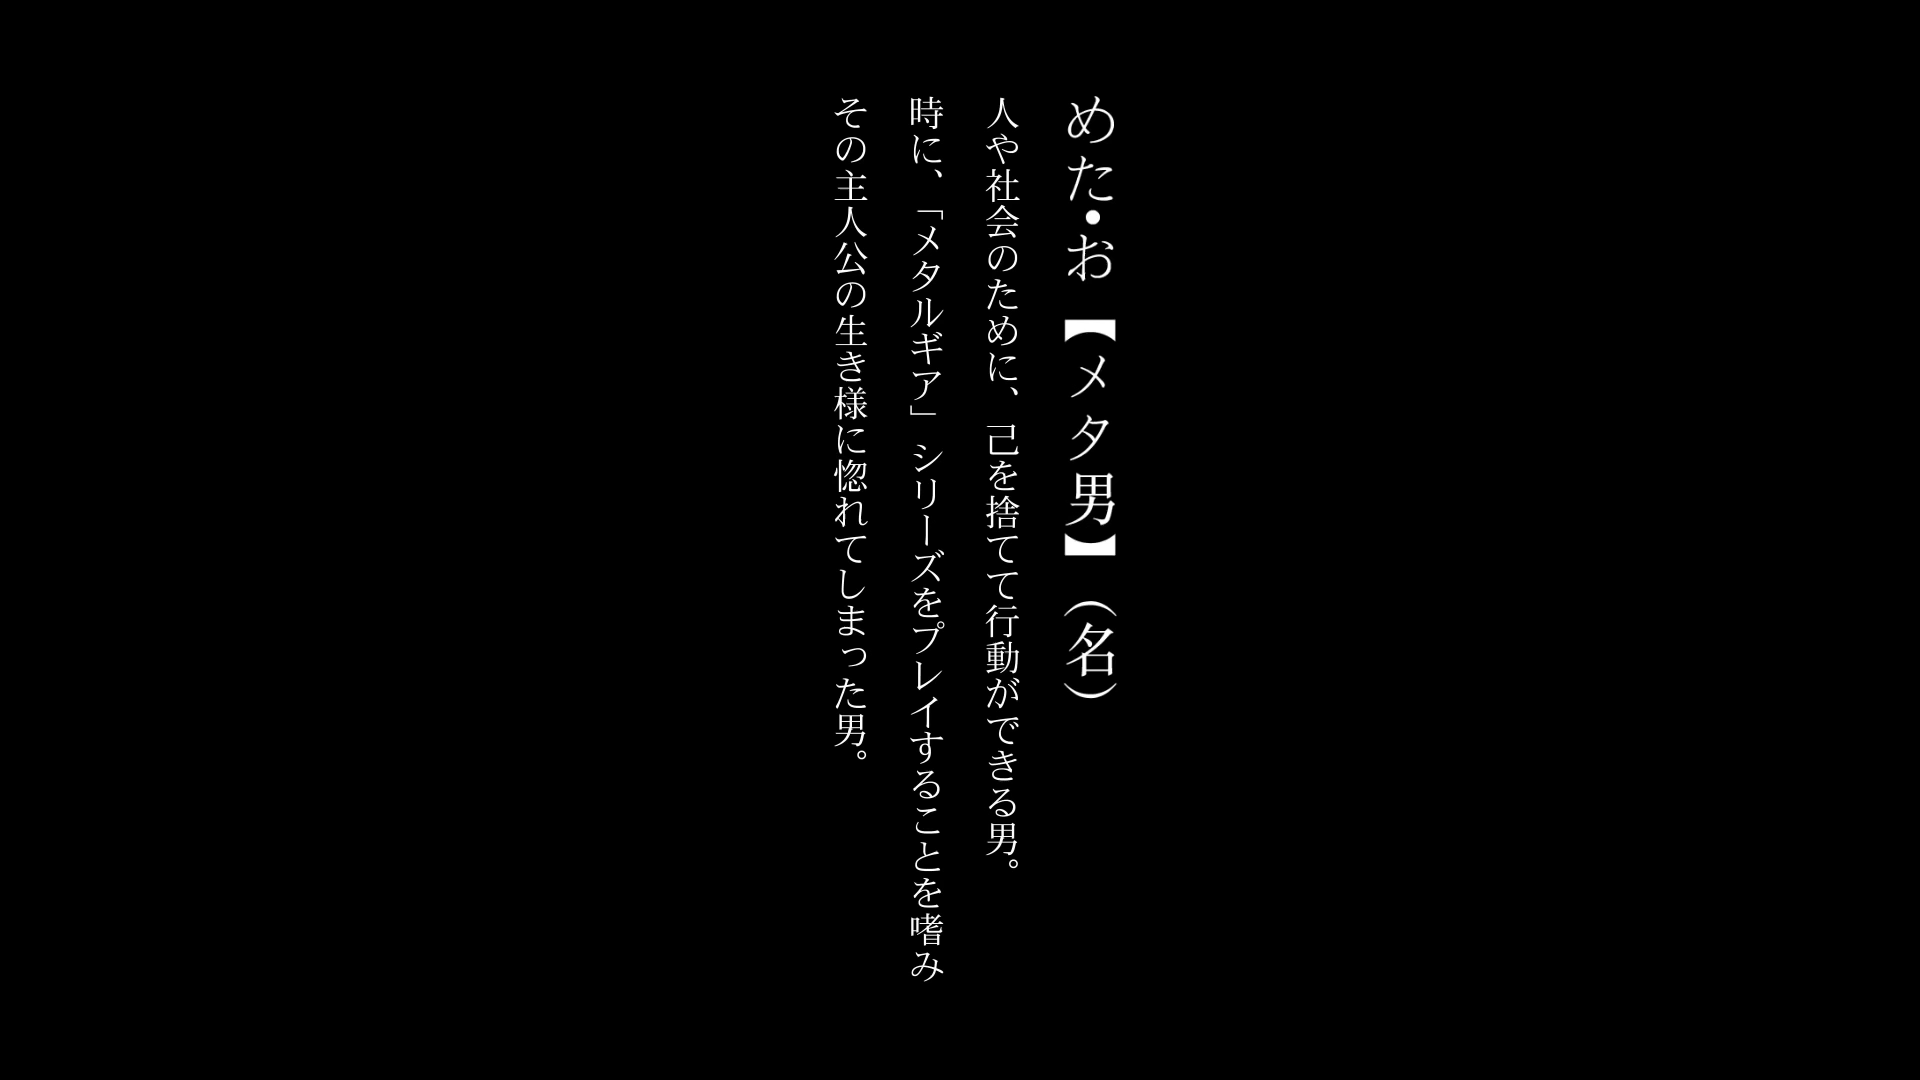 めた・お【メタ男】（名）
人や社会のために、己を捨てて行動ができる男。
時に、「メタルギア」シリーズをプレイすることを嗜み
その主人公の生き様に惚れてしまった男。